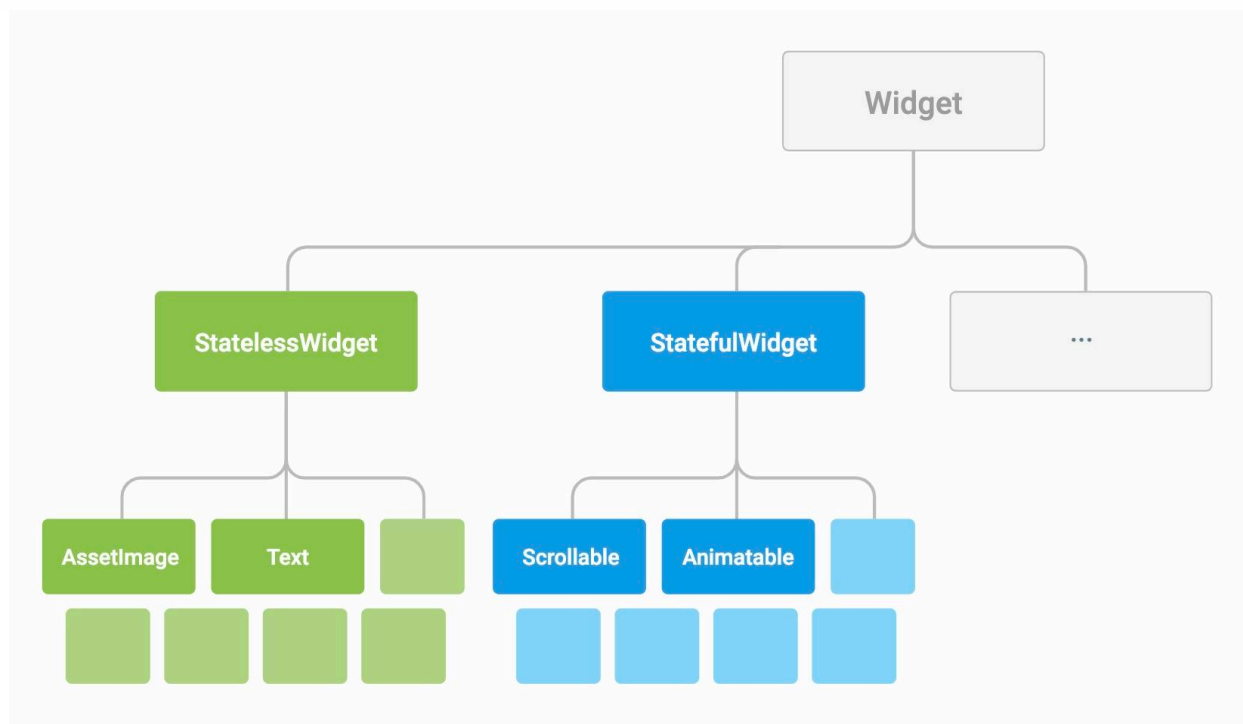 Widget
StatelessWidget
StatefulWidget
...
AssetImage
Text
Scrollable
Animatable